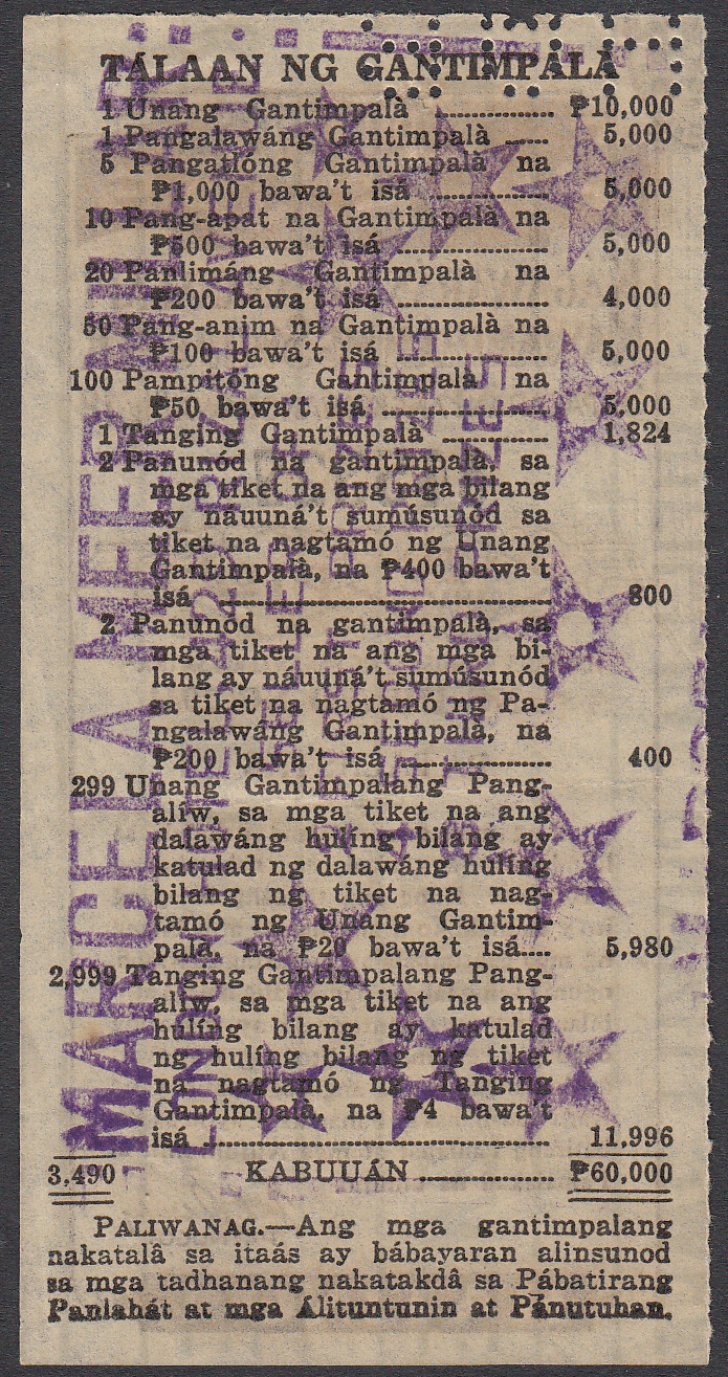 TALAAN NG GANTIMPALÀ
1 Unang Gantimpalà ................. ₱10,000
1 Pangalawáng Gantimpalà ...... 5,000
5 Pangatlóng Gantimpalà na
₱1,000 bawa't isá ................. 5,000
10 Pang-apat na Gantimpalà na
₱500 bawa't isá ..................... 5,000
20 Panlimáng Gantimpalà na
₱200 bawa't isá ..................... 4,000
50 Pang-anim na Gantimpalà na
₱100 bawa't isá ..................... 5,000
100 Pampitóng Gantimpalà na
₱50 bawa't isá ....................... 5,000
1 Tanging Gantimpalà .............. 1,824
2 Panunód na gantimpalà, sa
mga tiket na ang mga bilang
ay náuuná't sumúsunód sa
tiket na nagtamó ng Unang
Gantimpalà, na ₱400 bawa't
isá ............................................. 800
2 Panunód na gantimpalà, sa
mga tiket na ang mga bi-
lang ay náuuná't sumúsunód
sa tiket na nagtamó ng Pa-
ngalawáng Gantimpalà, na
₱200 bawa't isá ..................... 400
299 Unang Gantimpalang Pang-
alíw, sa mga tiket na ang
dalawáng hulíng bilang ay
katulad ng dalawáng hulíng
bilang ng tiket na nag-
tamó ng Unang Gantim-
palà, na ₱20 bawa't isá.... 5,980
2,999 Tanging Gantimpalang Pang-
alíw, sa mga tiket na ang
hulíng bilang ay katulad
ng hulíng bilang ng tiket
na nagtamó ng Tanging
Gantimpalà, na ₱4 bawa't
isá ............................................. 11,996
3,490 KABUUÁN .................. ₱60,000
PALIWANAG.—Ang mga gantimpalang
nakatalâ sa itaás ay bábayaran alinsunod
sa mga tadhanang nakatakdâ sa Pábatirang
Panlahát at mga Álituntunin at Pánutuhan.
MARCELA MEER MILLAR